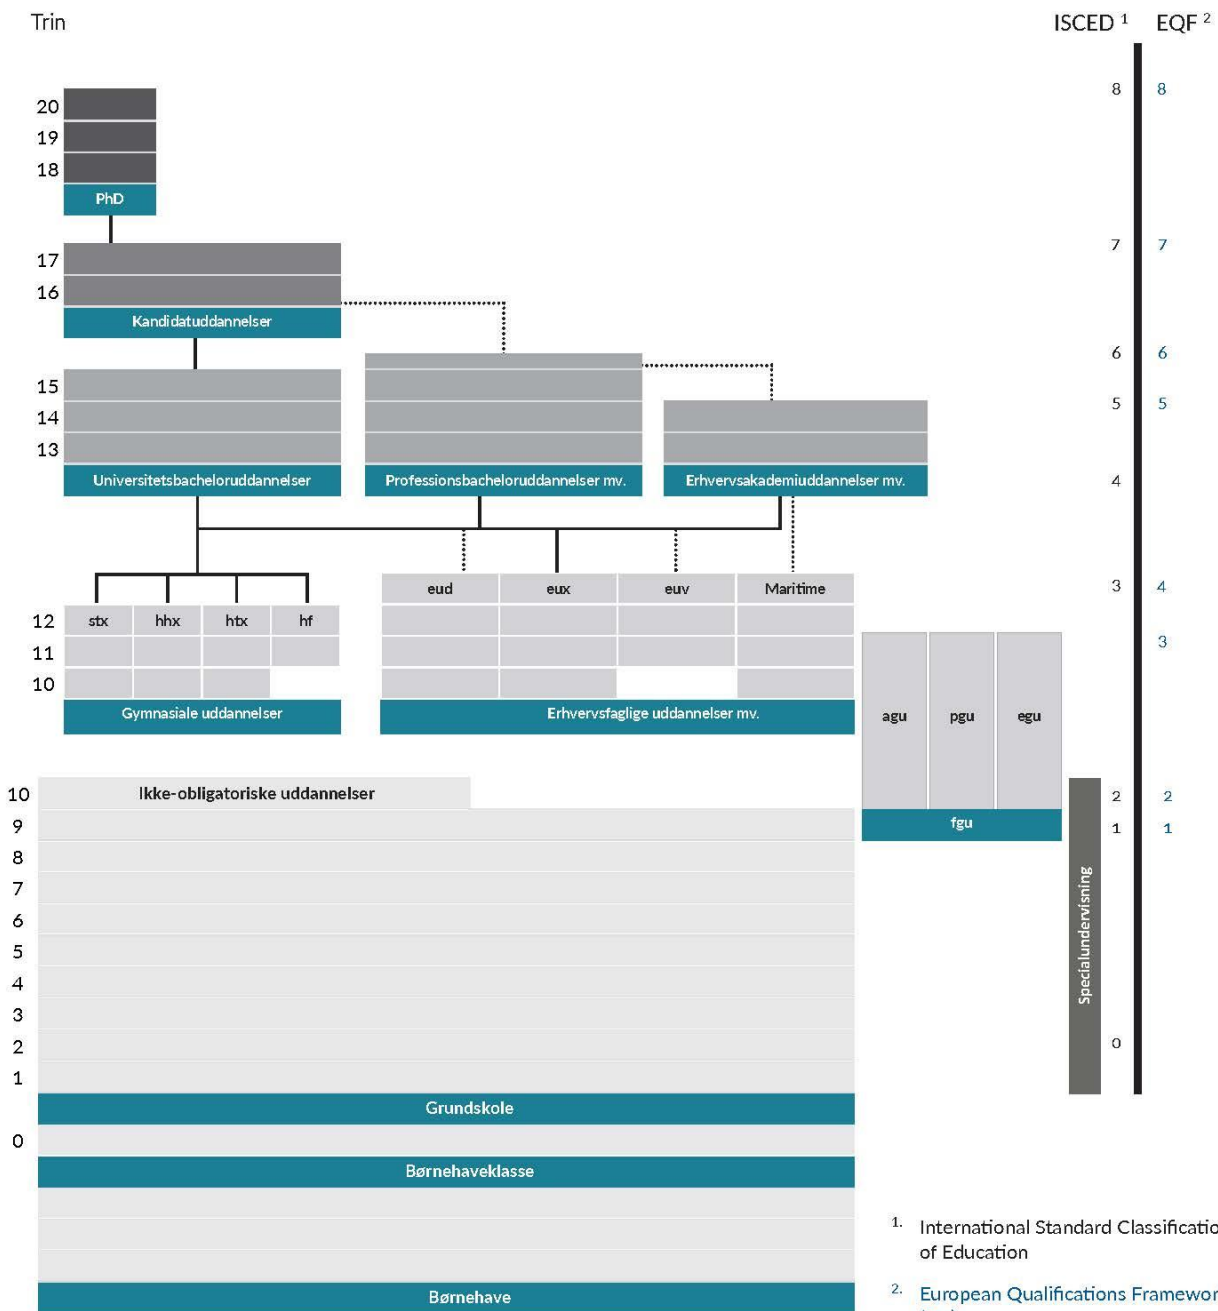 Trin
ISCED ¹ EQF ²
8 8
20
19
18
PhD
7 7
17
16
Kandidatuddannelser
6 6
15
5 5
14
13
Universitetsbacheloruddannelser Professionsbacheloruddannelser mv. Erhvervsakademiuddannelser mv.
4
eud eux euv Maritime
3 4
12 stx hhx htx hf
3
11
10
Gymnasiale uddannelser Erhvervsfaglige uddannelser mv.
agu pgu egu
10 Ikke-obligatoriske uddannelser
2 2
9
fgu
1 1
8
7
6
Specialundervisning
5
4
3
2
0
1
Grundskole
0
Børnehaveklasse
Børnehave
1. International Standard Classificatio
of Education
2. European Qualifications Framewor